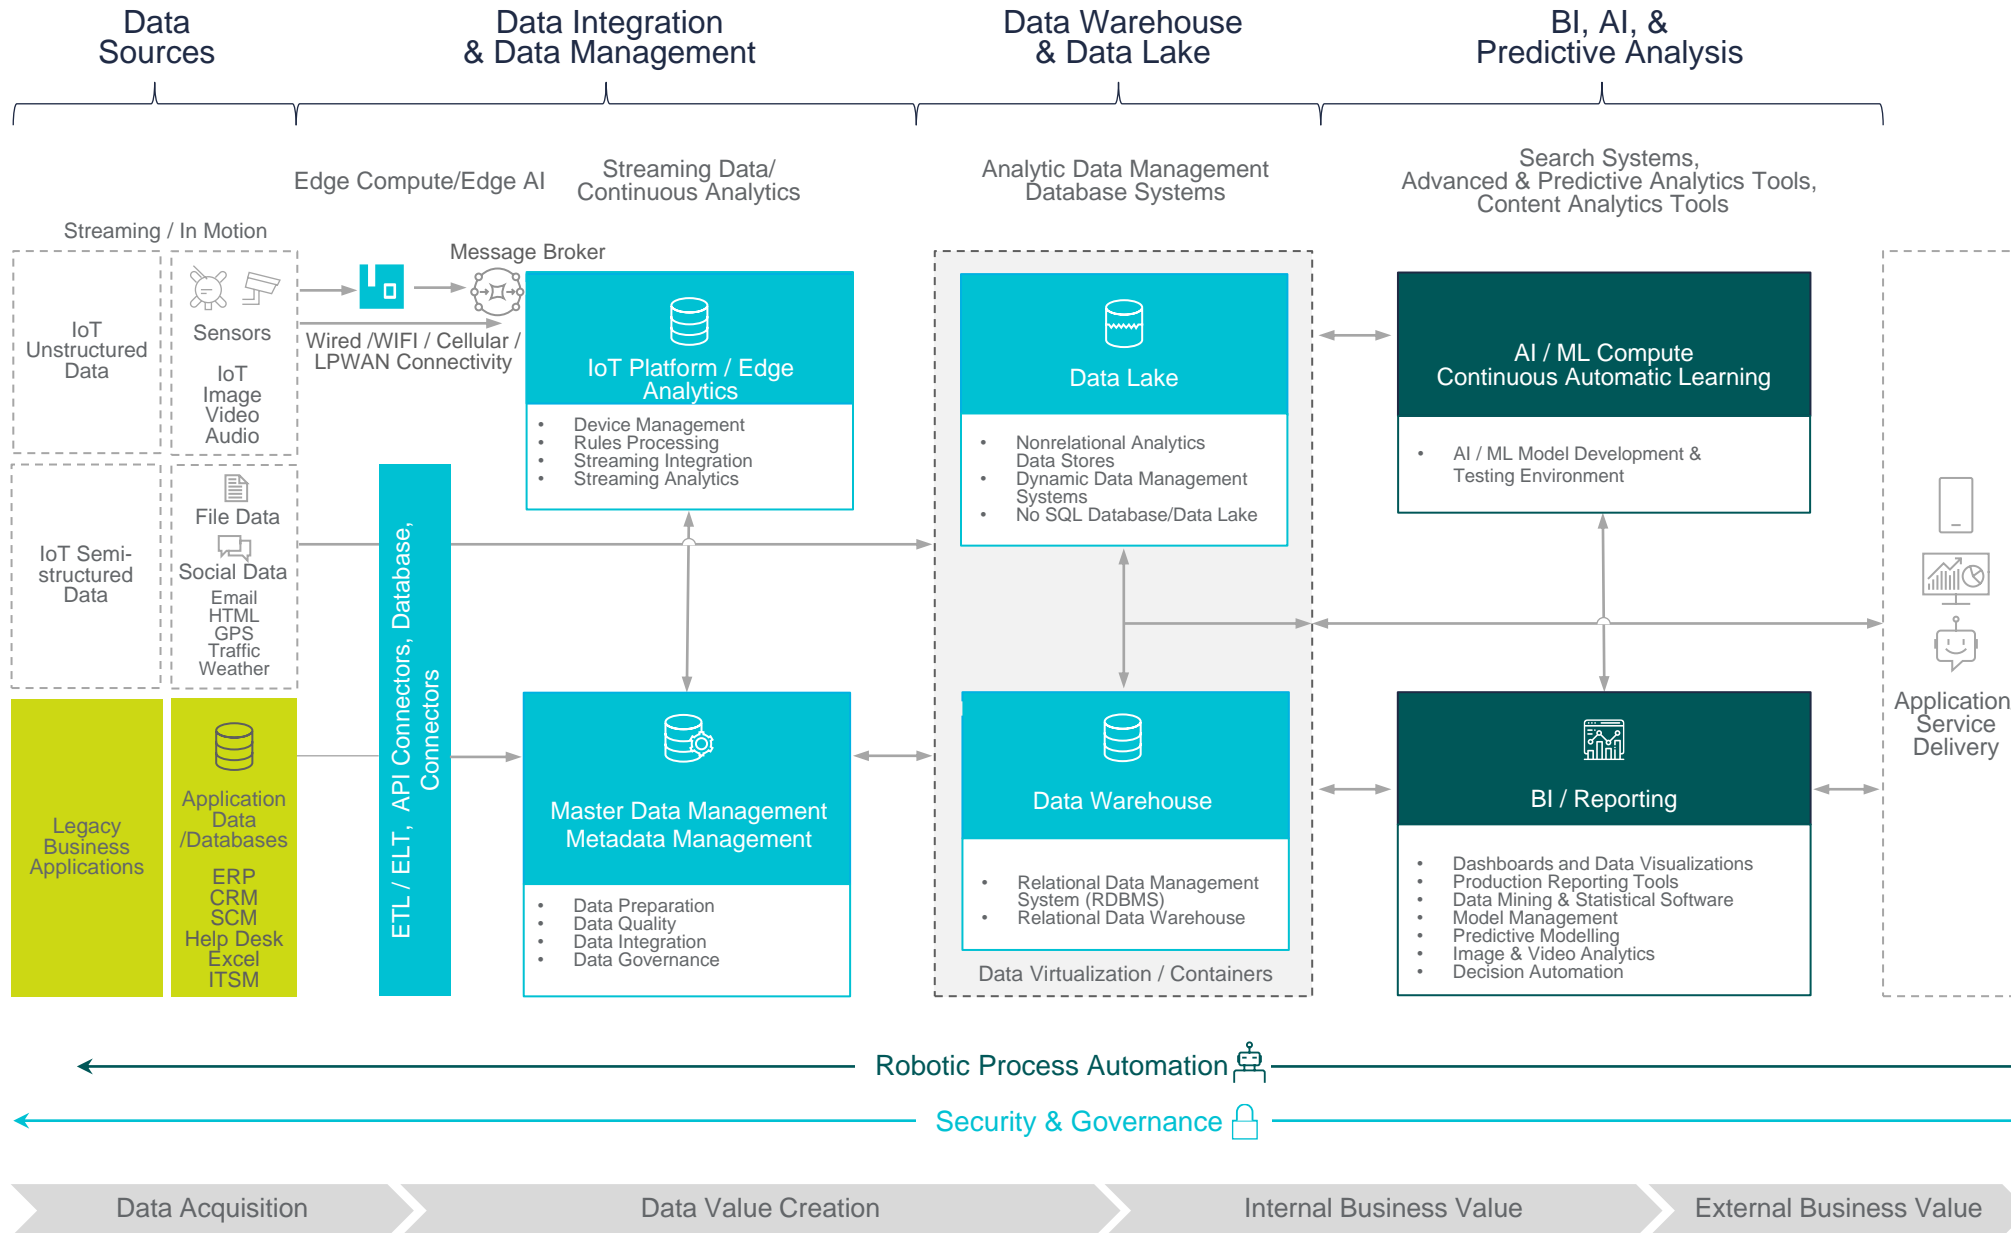 Data
Sources
Data Integration
& Data Management
Data Warehouse
& Data Lake
BI, AI, &
Predictive Analysis
Edge Compute/Edge AI
Streaming Data/
Continuous Analytics
Analytic Data Management
Database Systems
Search Systems,
Advanced & Predictive Analytics Tools,
Content Analytics Tools
Streaming / In Motion
IoT
Unstructured
Data
Sensors
IoT
Image
Video
Audio
Message Broker
Wired /WIFI / Cellular /
LPWAN Connectivity
IoT Platform / Edge
Analytics
• Device Management
• Rules Processing
• Streaming Integration
• Streaming Analytics
Data Lake
• Nonrelational Analytics
Data Stores
• Dynamic Data Management
Systems
• No SQL Database/Data Lake
AI / ML Compute
Continuous Automatic Learning
• AI / ML Model Development &
Testing Environment
IoT Semi-
structured
Data
File Data
Social Data
Email
HTML
GPS
Traffic
Weather
ETL / ELT, API Connectors, Database,
Connectors
Legacy
Business
Applications
Application
Data
/Databases
ERP
CRM
SCM
Help Desk
Excel
ITSM
Master Data Management
Metadata Management
• Data Preparation
• Data Quality
• Data Integration
• Data Governance
Data Warehouse
• Relational Data Management
System (RDBMS)
• Relational Data Warehouse
Data Virtualization / Containers
BI / Reporting
• Dashboards and Data Visualizations
• Production Reporting Tools
• Data Mining & Statistical Software
• Model Management
• Predictive Modelling
• Image & Video Analytics
• Decision Automation
Application
Service
Delivery
Robotic Process Automation
Security & Governance
Data Acquisition
Data Value Creation
Internal Business Value
External Business Value